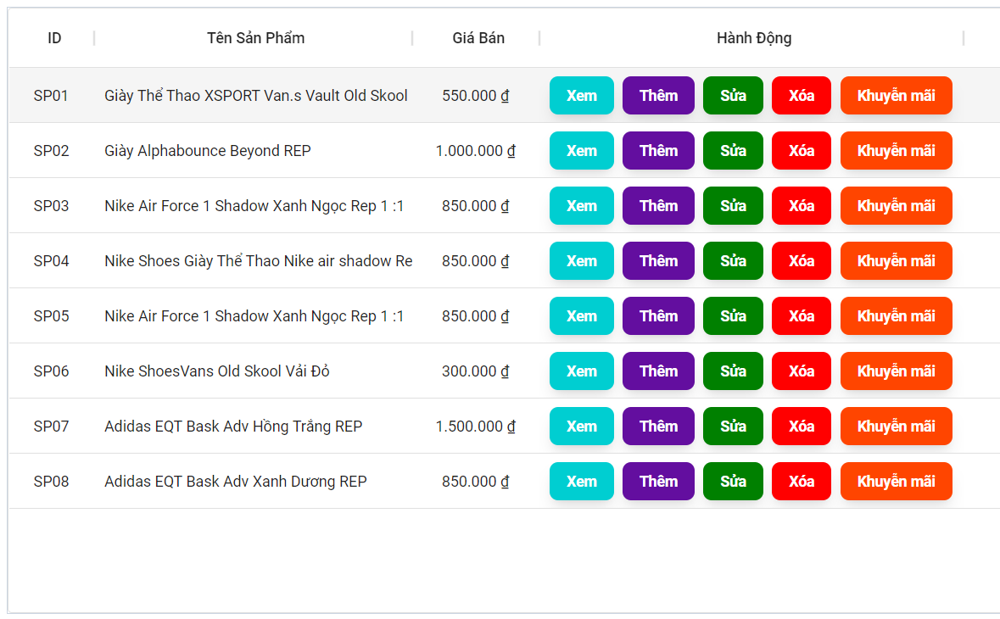 ID Tên Sản Phẩm Giá Bán Hành Động
SP01 Giày Thể Thao XSPORT Van.s Vault Old Skool 550.000 ₫ Xem Thêm Sửa Xóa Khuyễn mãi
SP02 Giày Alphabounce Beyond REP 1.000.000 ₫ Xem Thêm Sửa Xóa Khuyễn mãi
SP03 Nike Air Force 1 Shadow Xanh Ngọc Rep 1 :1 850.000 ₫ Xem Thêm Sửa Xóa Khuyễn mãi
SP04 Nike Shoes Giày Thể Thao Nike air shadow Re 850.000 ₫ Xem Thêm Sửa Xóa Khuyễn mãi
SP05 Nike Air Force 1 Shadow Xanh Ngọc Rep 1 :1 850.000 ₫ Xem Thêm Sửa Xóa Khuyễn mãi
SP06 Nike ShoesVans Old Skool Vải Đỏ 300.000 ₫ Xem Thêm Sửa Xóa Khuyễn mãi
SP07 Adidas EQT Bask Adv Hồng Trắng REP 1.500.000 ₫ Xem Thêm Sửa Xóa Khuyễn mãi
SP08 Adidas EQT Bask Adv Xanh Dương REP 850.000 ₫ Xem Thêm Sửa Xóa Khuyễn mãi